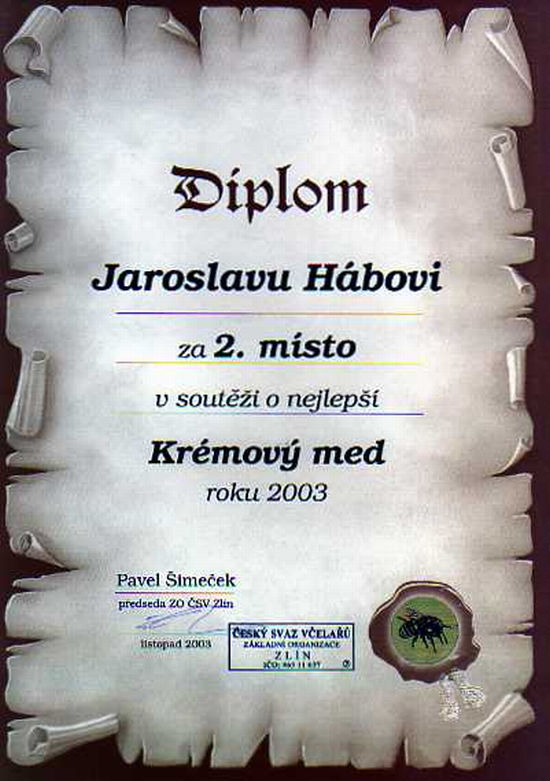 Diplom
Jaroslavu Hábovi
za 2. místo
v soutěži o nejlepší
Krémový med
roku 2003
Pavel Šimeček
předseda ZO ČSV Zlín
listopad 2003
ČESKÝ SVAZ VČELAŘŮ
ZÁKLADNÍ ORGANIZACE
ZLÍN
IČO: